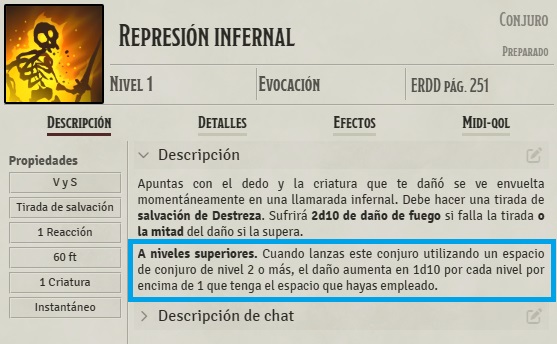 Represión infernal
Conjuro
Preparado
Nivel 1
Evocación
ERDD pág. 251
Descripción
Detalles
Efectos
Midi-qol
Propiedades
V y S
Tirada de salvación
1 Reacción
60 ft
1 Criatura
Instantáneo
Descripción
Apuntas con el dedo y la criatura que te dañó se ve envuelta
momentáneamente en una llamarada infernal. Debe hacer una tirada de
salvación de Destreza. Sufrirá 2d10 de daño de fuego si falla la tirada o
la mitad del daño si la supera.
A niveles superiores. Cuando lanzas este conjuro utilizando un espacio
de conjuro de nivel 2 o más, el daño aumenta en 1d10 por cada nivel por
encima de 1 que tenga el espacio que hayas empleado.
Descripción de chat